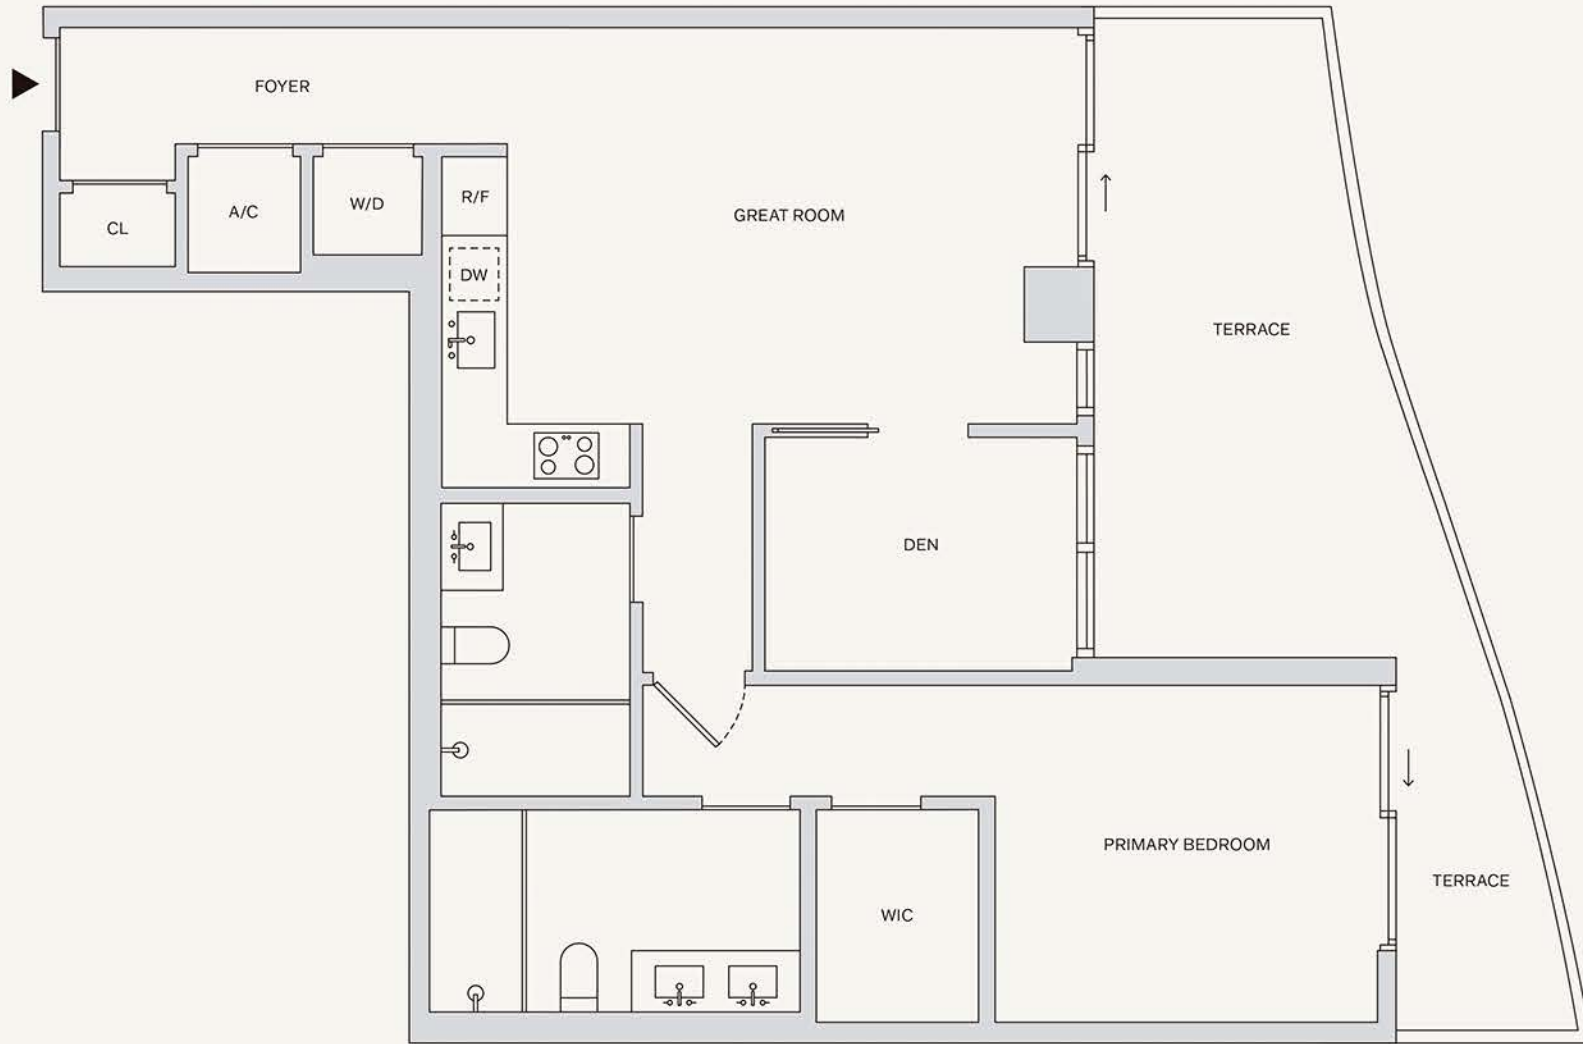 FOYER
CL
A/C
W/D
R/F
DW
GREAT ROOM
TERRACE
DEN
PRIMARY BEDROOM
TERRACE
WIC